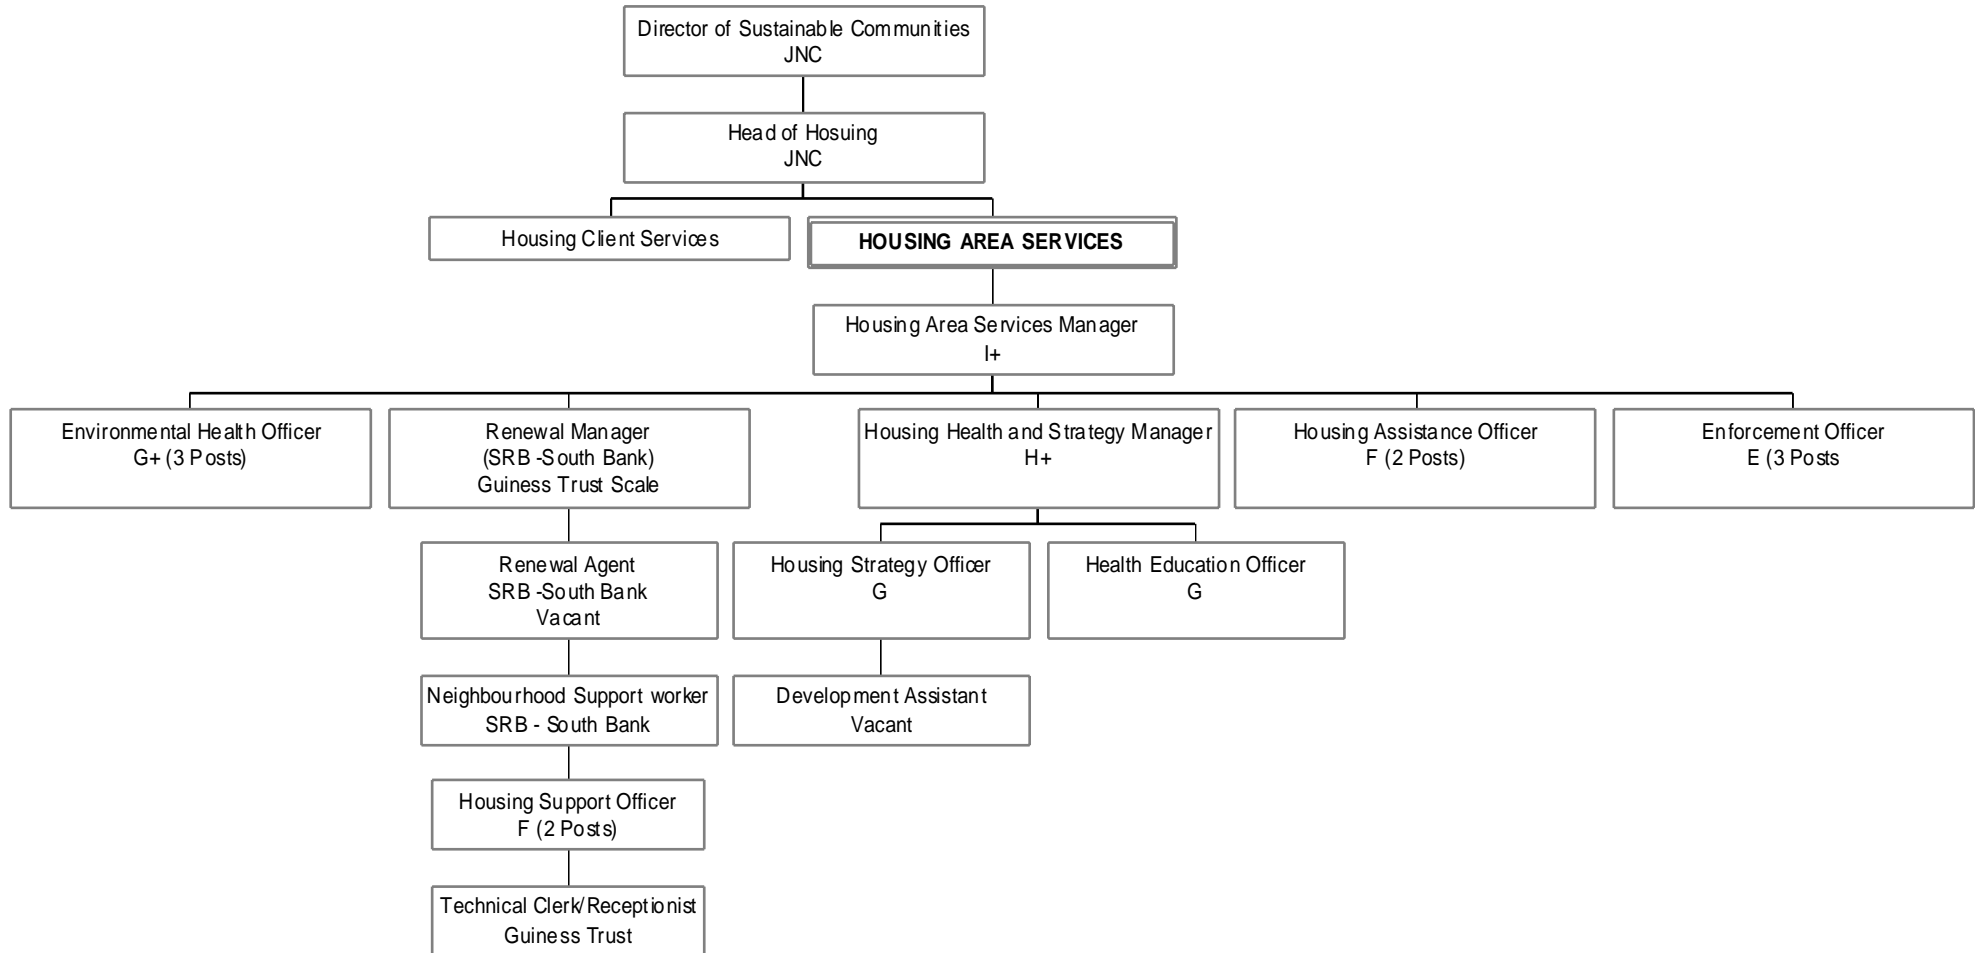 Director of Sustainable Communities
JNC
Head of Hosuing
JNC
Housing Client Services
HOUSING AREA SERVICES
Housing Area Services Manager
I+
Environmental Health Officer
G+ (3 Posts)
Renewal Manager
(SRB -South Bank)
Guiness Trust Scale
Housing Health and Strategy Manager
H+
Housing Assistance Officer
F (2 Posts)
Enforcement Officer
E (3 Posts
Renewal Agent
SRB -South Bank
Vacant
Housing Strategy Officer
G
Health Education Officer
G
Neighbourhood Support worker
SRB - South Bank
Development Assistant
Vacant
Housing Support Officer
F (2 Posts)
Technical Clerk/Receptionist
Guiness Trust